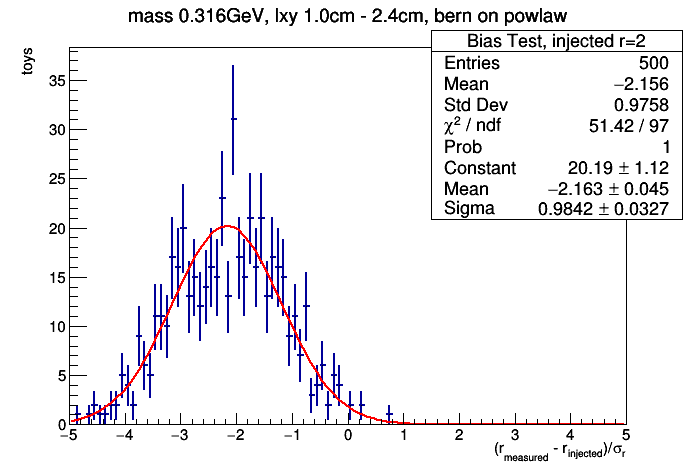 mass 0.316GeV, lxy 1.0cm - 2.4cm, bern on powlaw
Bias Test, injected r=2
Entries 500
Mean −2.156
Std Dev 0.9758
χ² / ndf 51.42 / 97
Prob 1
Constant 20.19 ± 1.12
Mean −2.163 ± 0.045
Sigma 0.9842 ± 0.0327
toys
35
30
25
20
15
10
5
0
−5 −4 −3 −2 −1 0 1 2 3 4 5
(r_measured - r_injected)/σ_r